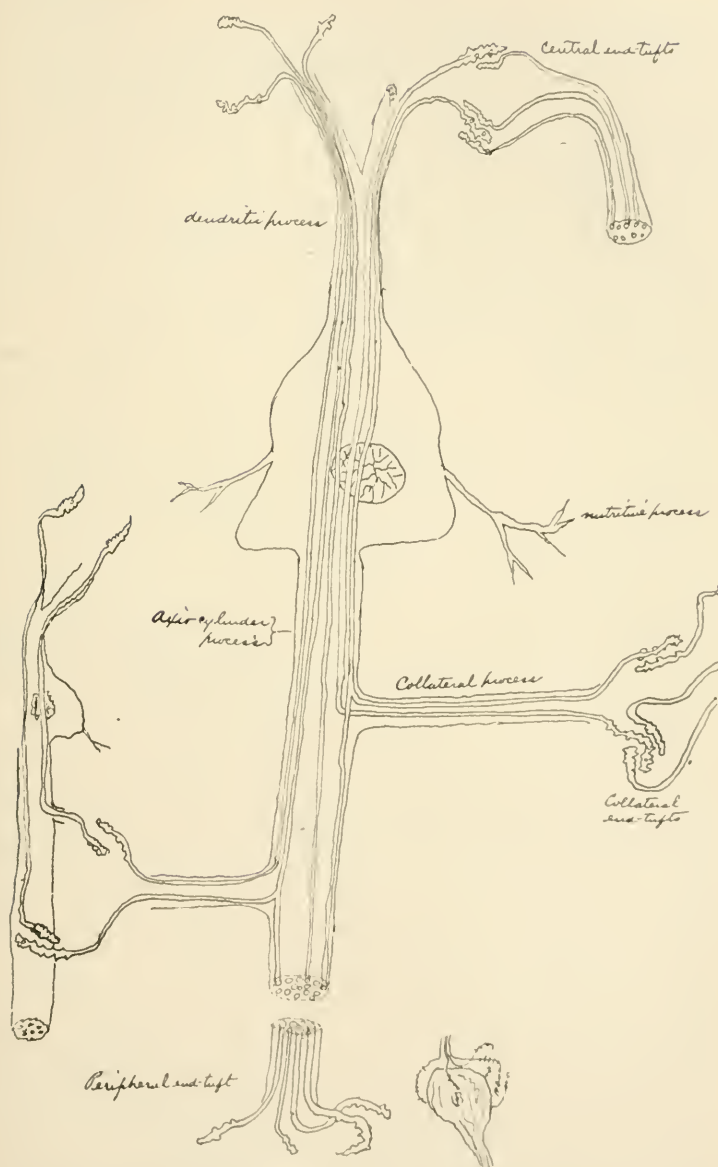 Central end-tufts
dendritic process
nutritive process
Axis-cylinder
process
Collateral process
Collateral
end-tufts
Peripheral end-tuft